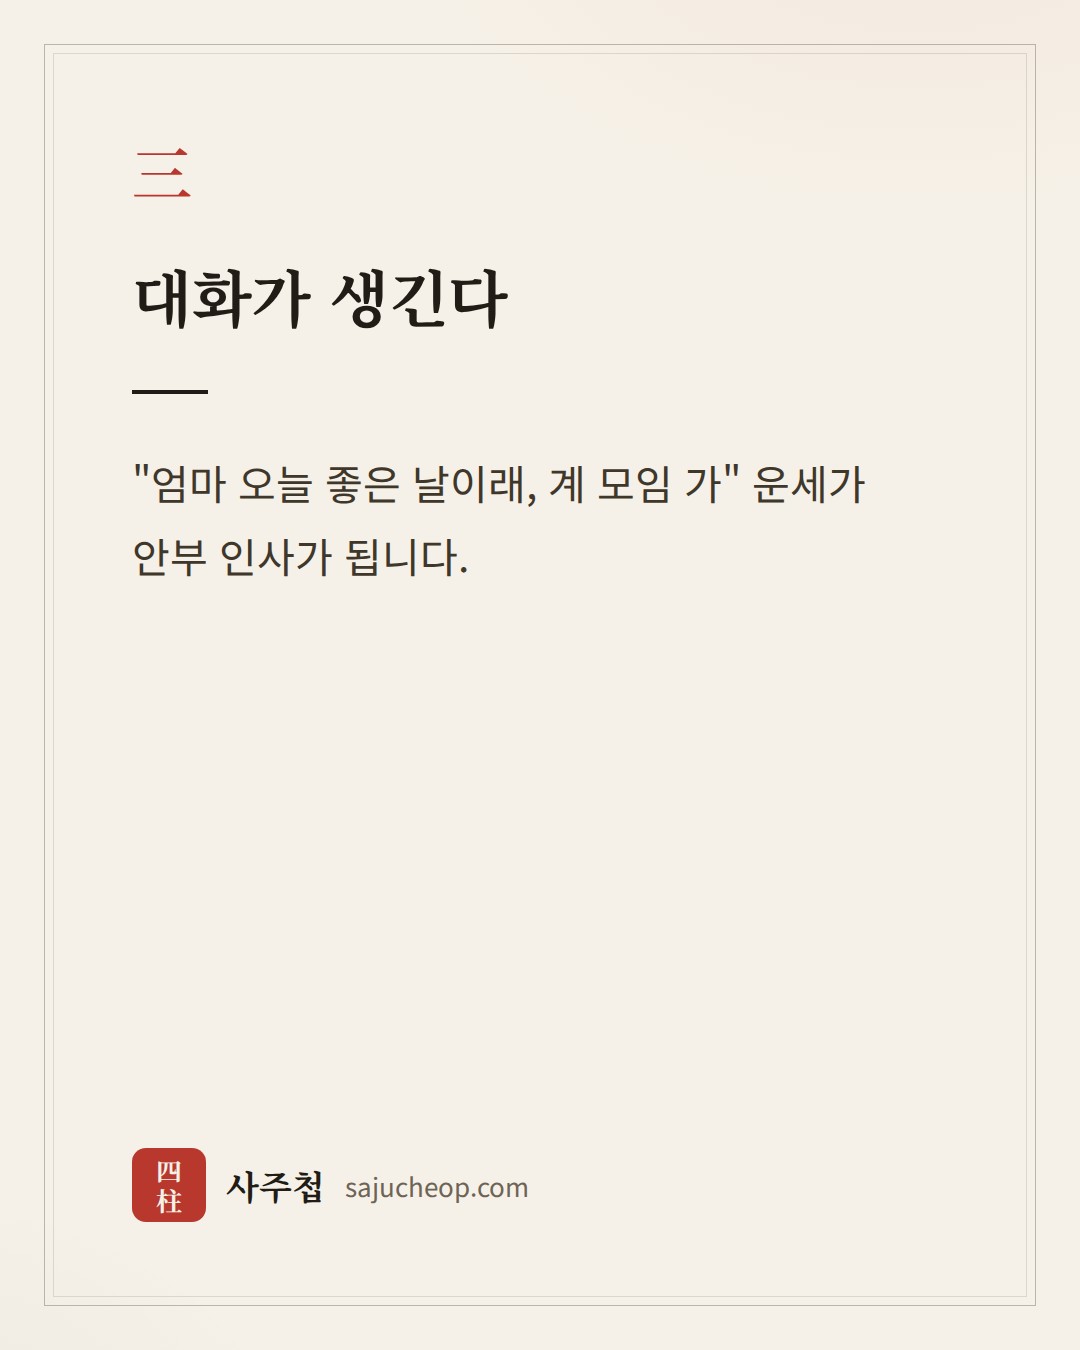 三
대화가 생긴다
"엄마 오늘 좋은 날이래, 계 모임 가" 운세가
안부 인사가 됩니다.
四
柱
사주첩 sajucheop.com